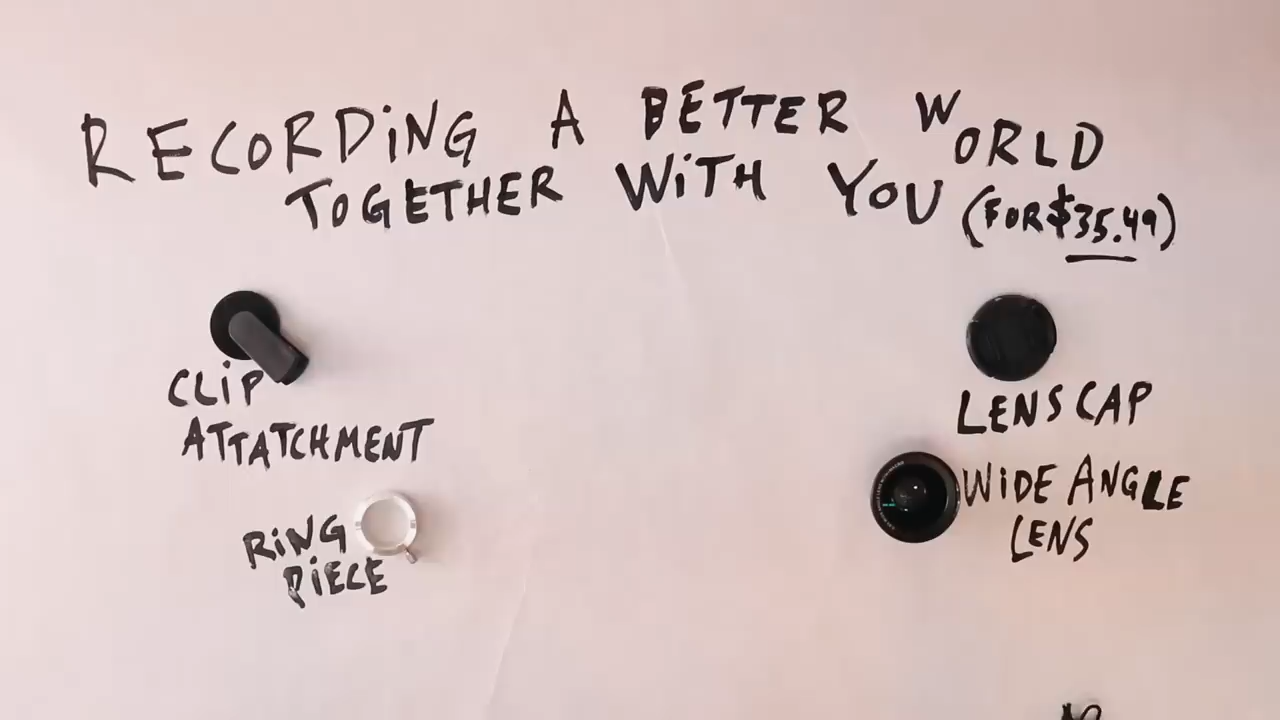 RECORDiNG A BETTER WORLD
TOGETHER WiTH YOU (FOR $35.49)
CLiP
ATTATCHMENT
LENS CAP
WiDE ANGLE
LENS
RiNG
PiECE